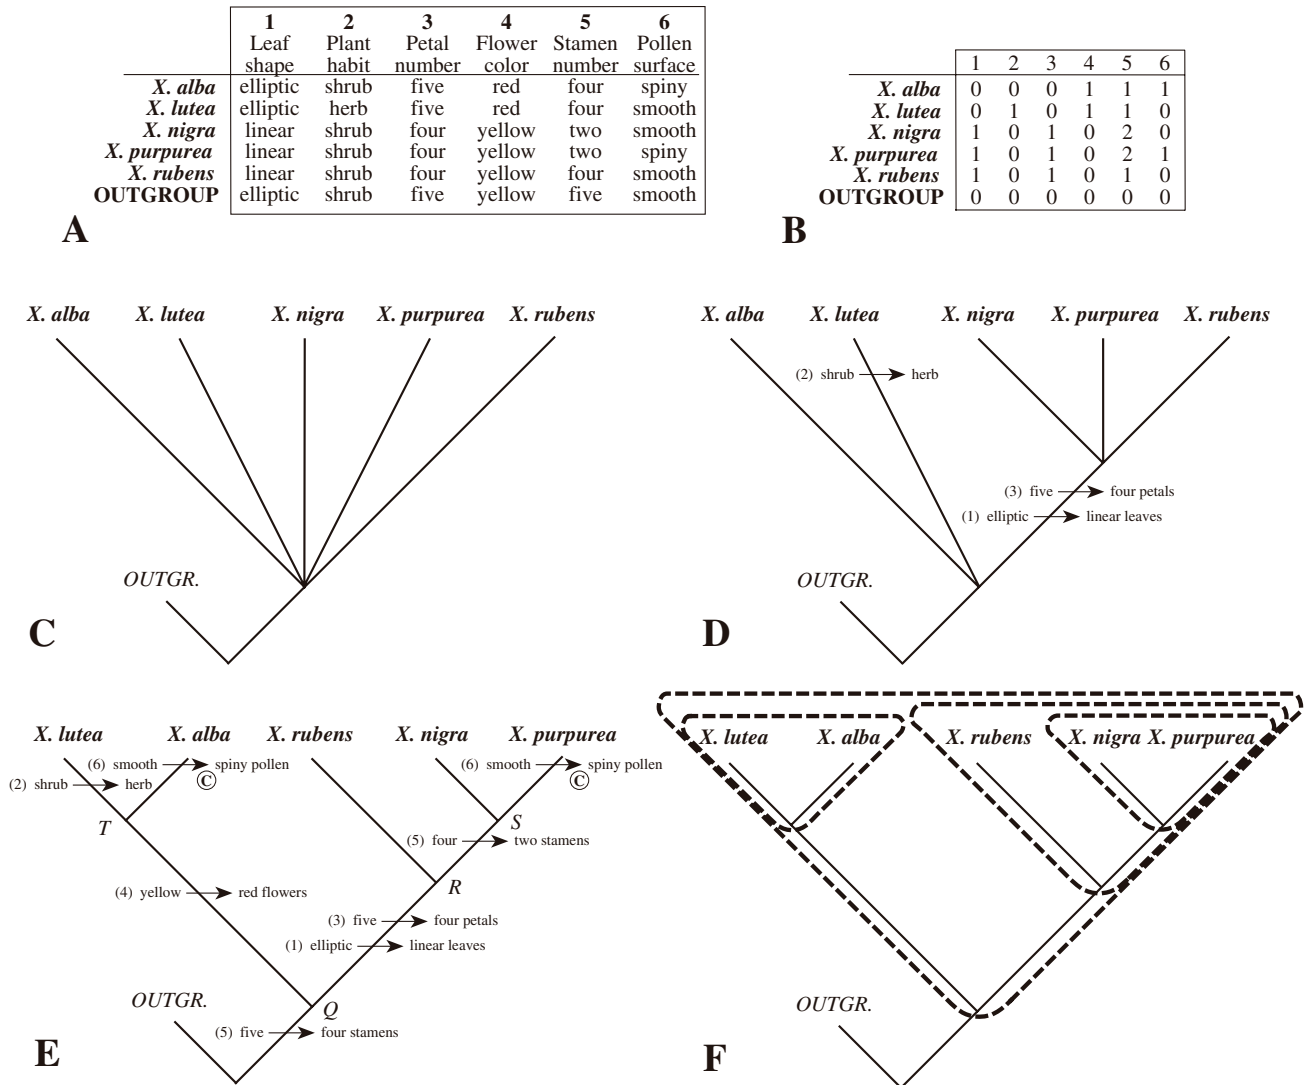 1 2 3 4 5 6
Leaf Plant Petal Flower Stamen Pollen
shape habit number color number surface
X. alba elliptic shrub five red four spiny
X. lutea elliptic herb five red four smooth
X. nigra linear shrub four yellow two smooth
X. purpurea linear shrub four yellow two spiny
X. rubens linear shrub four yellow four smooth
OUTGROUP elliptic shrub five yellow five smooth
A
1 2 3 4 5 6
X. alba 0 0 0 1 1 1
X. lutea 0 1 0 1 1 0
X. nigra 1 0 1 0 2 0
X. purpurea 1 0 1 0 2 1
X. rubens 1 0 1 0 1 0
OUTGROUP 0 0 0 0 0 0
B
X. alba X. lutea X. nigra X. purpurea X. rubens
OUTGR.
C
X. alba X. lutea X. nigra X. purpurea X. rubens
(2) shrub herb
(3) five four petals
(1) elliptic linear leaves
OUTGR.
D
X. lutea X. alba X. rubens X. nigra X. purpurea
(6) smooth spiny pollen (6) smooth spiny pollen
(2) shrub herb C C
T S
(5) four two stamens
(4) yellow red flowers R
(3) five four petals
(1) elliptic linear leaves
OUTGR. Q
(5) five four stamens
E
X. lutea X. alba X. rubens X. nigra X. purpurea
OUTGR.
F